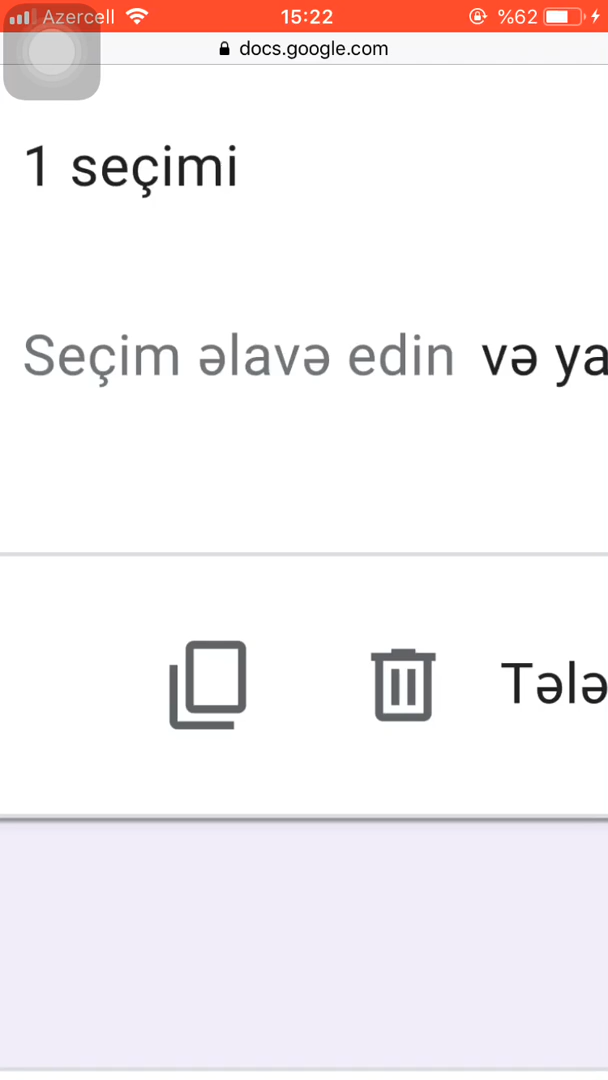 Azercell 15:22 %62
docs.google.com
1 seçimi
Seçim əlavə edin və ya
Tələ